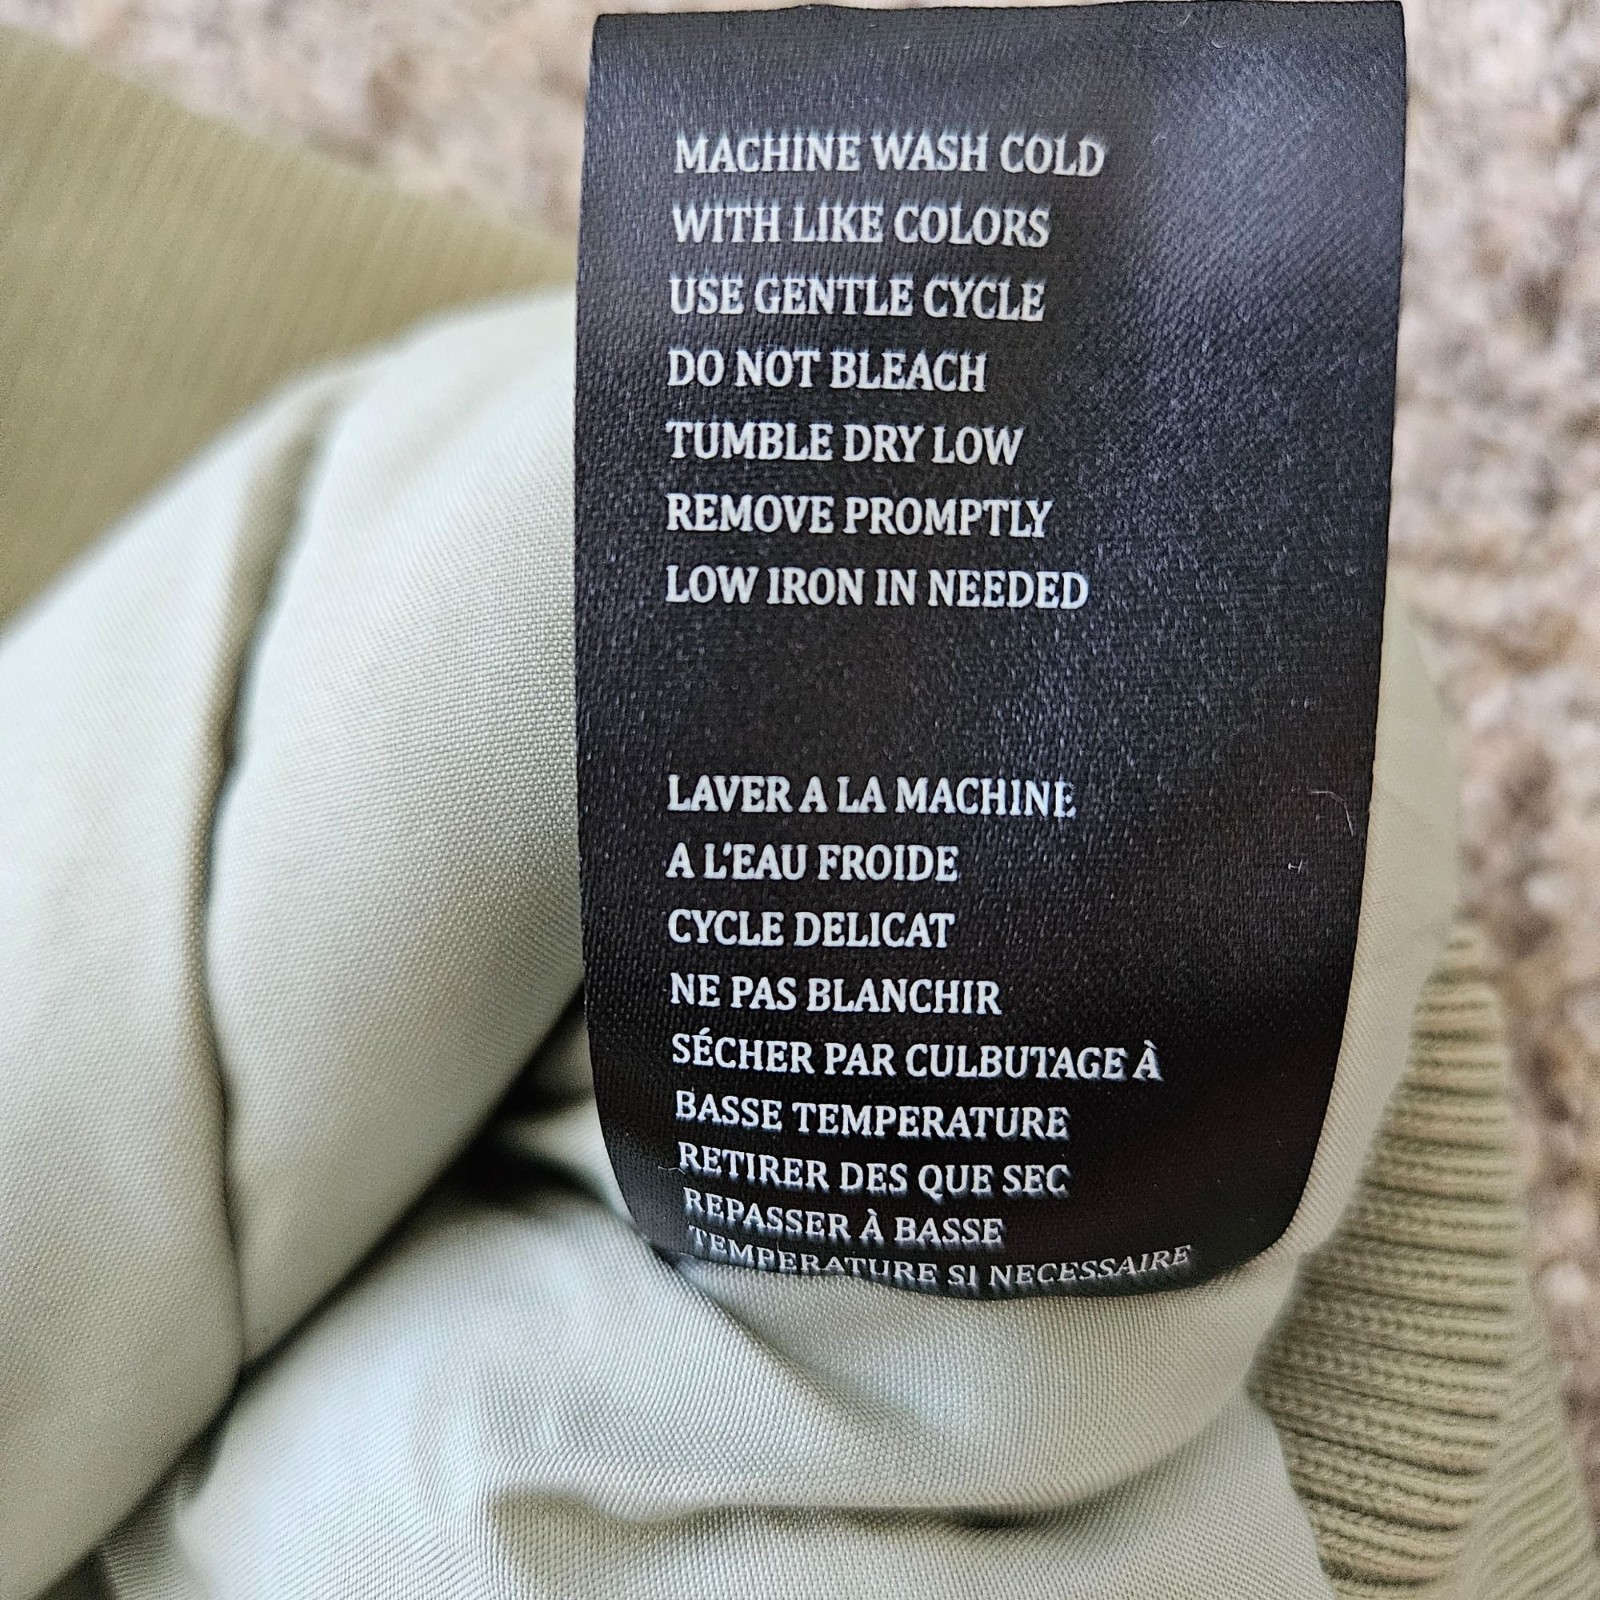 MACHINE WASH COLD
WITH LIKE COLORS
USE GENTLE CYCLE
DO NOT BLEACH
TUMBLE DRY LOW
REMOVE PROMPTLY
LOW IRON IN NEEDED
LAVER A LA MACHINE
A L'EAU FROIDE
CYCLE DELICAT
NE PAS BLANCHIR
SÉCHER PAR CULBUTAGE À
BASSE TEMPERATURE
RETIRER DES QUE SEC
REPASSER À BASSE
TEMPERATURE SI NECESSAIRE